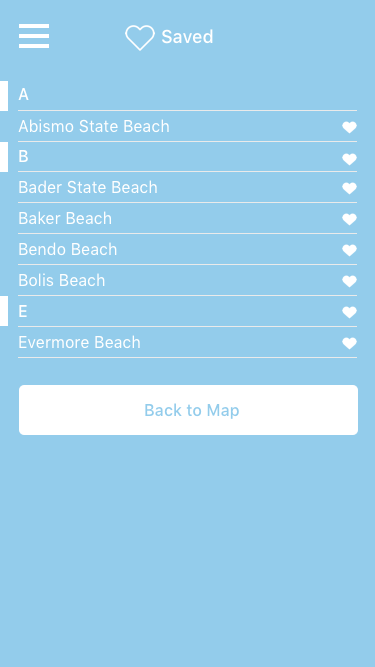 Saved
A
Abismo State Beach
B
Bader State Beach
Baker Beach
Bendo Beach
Bolis Beach
E
Evermore Beach
Back to Map